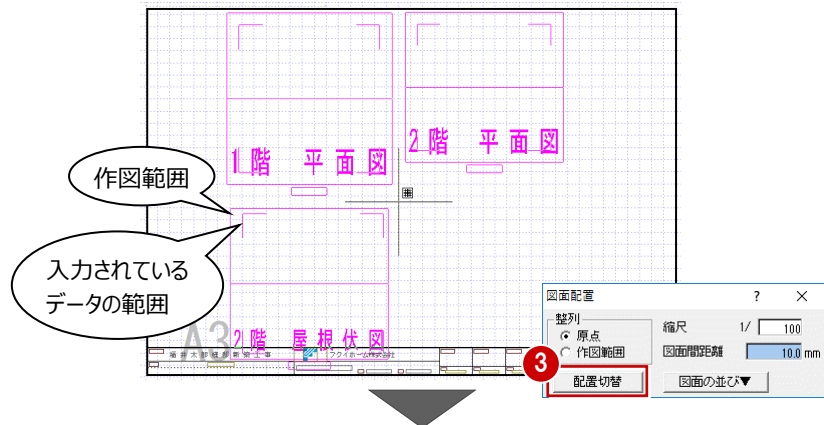 1階 平面図
2階 平面図
作図範囲
入力されている
データの範囲
A3
2階 屋根伏図
フクイホーム株式会社
図面配置 ? ×
整列
原点
作図範囲
縮尺 1/ 100
図面間距離 10.0 mm
3
配置切替
図面の並び▼